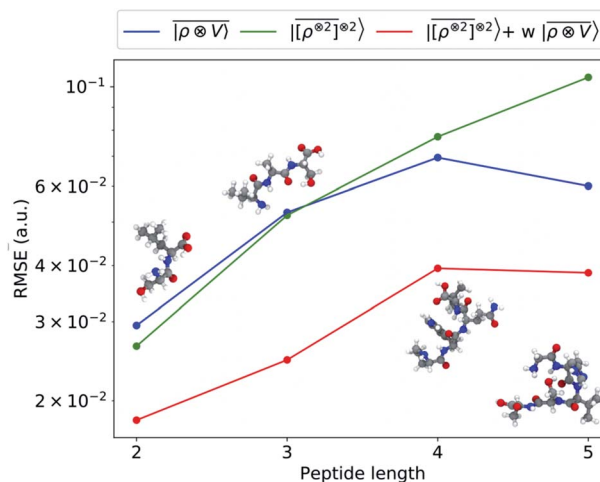 |ρ ⊗ V⟩ |[ρ⊗2]⊗2⟩ |[ρ⊗2]⊗2⟩+ w |ρ ⊗ V⟩
10⁻¹
6 × 10⁻²
4 × 10⁻²
3 × 10⁻²
2 × 10⁻²
RMSE (a.u.)
2 3 4 5
Peptide length